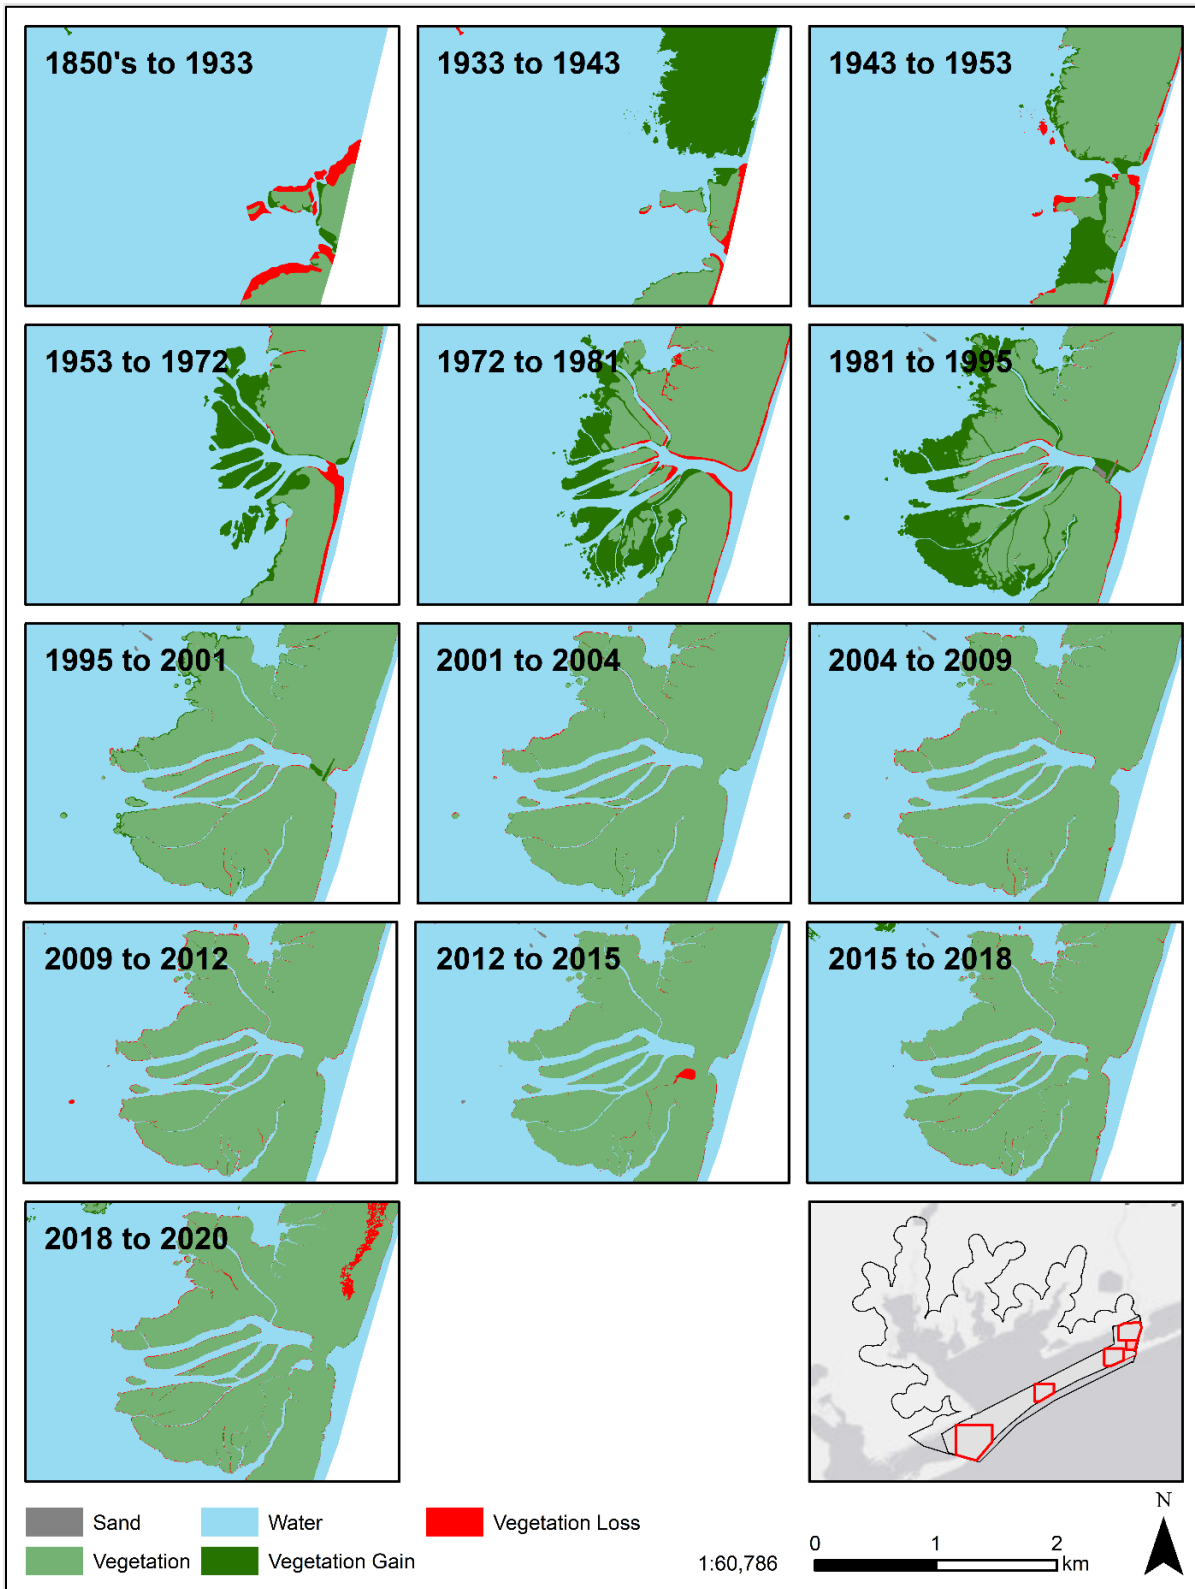 1850's to 1933
1933 to 1943
1943 to 1953
1953 to 1972
1972 to 1981
1981 to 1995
1995 to 2001
2001 to 2004
2004 to 2009
2009 to 2012
2012 to 2015
2015 to 2018
2018 to 2020
Sand
Water
Vegetation Loss
Vegetation
Vegetation Gain
1:60,786
0 1 2
km
N